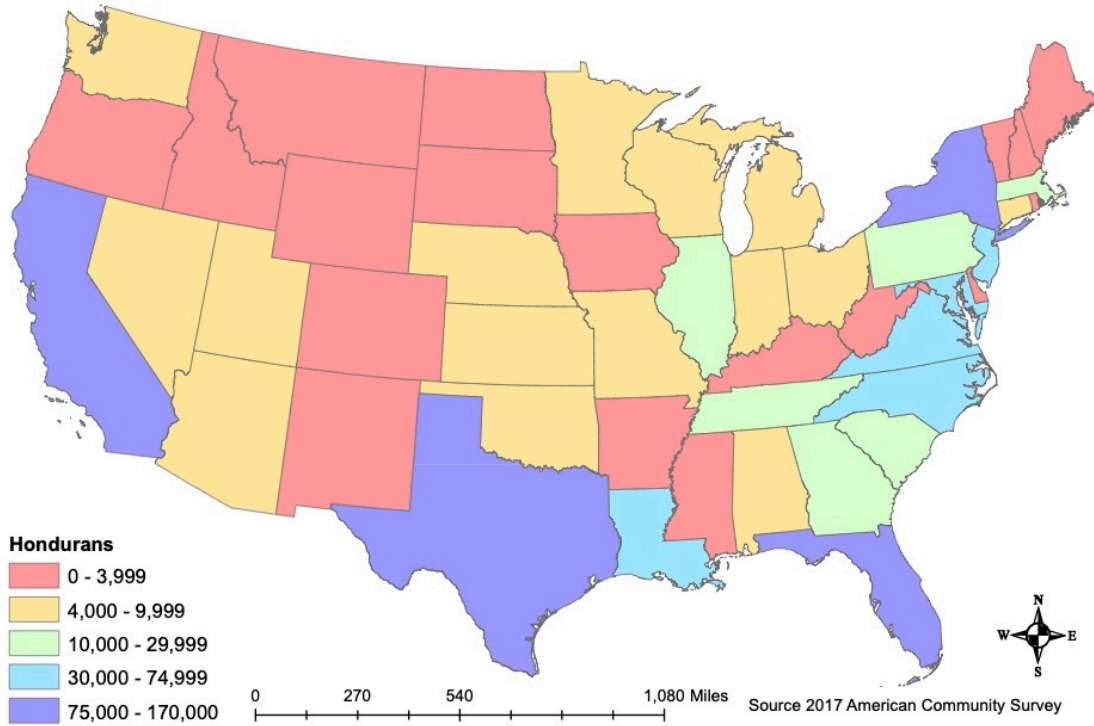 Hondurans
0 - 3,999
4,000 - 9,999
10,000 - 29,999
30,000 - 74,999
75,000 - 170,000
0 270 540 1,080 Miles
N
W E
S
Source 2017 American Community Survey